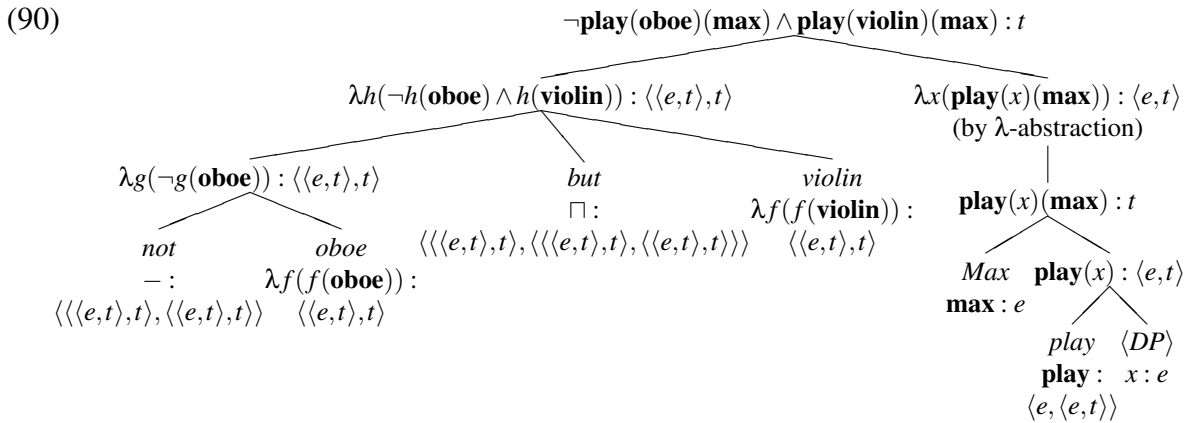 (90)
¬play(oboe)(max) ∧ play(violin)(max) : t
λh(¬h(oboe) ∧ h(violin)) : ⟨⟨e,t⟩,t⟩ λx(play(x)(max)) : ⟨e,t⟩
(by λ-abstraction)
λg(¬g(oboe)) : ⟨⟨e,t⟩,t⟩ but violin
⊓ : λf(f(violin)) : play(x)(max) : t
⟨⟨⟨e,t⟩,t⟩,⟨⟨⟨e,t⟩,t⟩,⟨⟨e,t⟩,t⟩⟩⟩ ⟨⟨e,t⟩,t⟩
not oboe Max play(x) : ⟨e,t⟩
− : λf(f(oboe)) : max : e
⟨⟨⟨e,t⟩,t⟩,⟨⟨e,t⟩,t⟩⟩ ⟨⟨e,t⟩,t⟩
play ⟨DP⟩
play : x : e
⟨e,⟨e,t⟩⟩